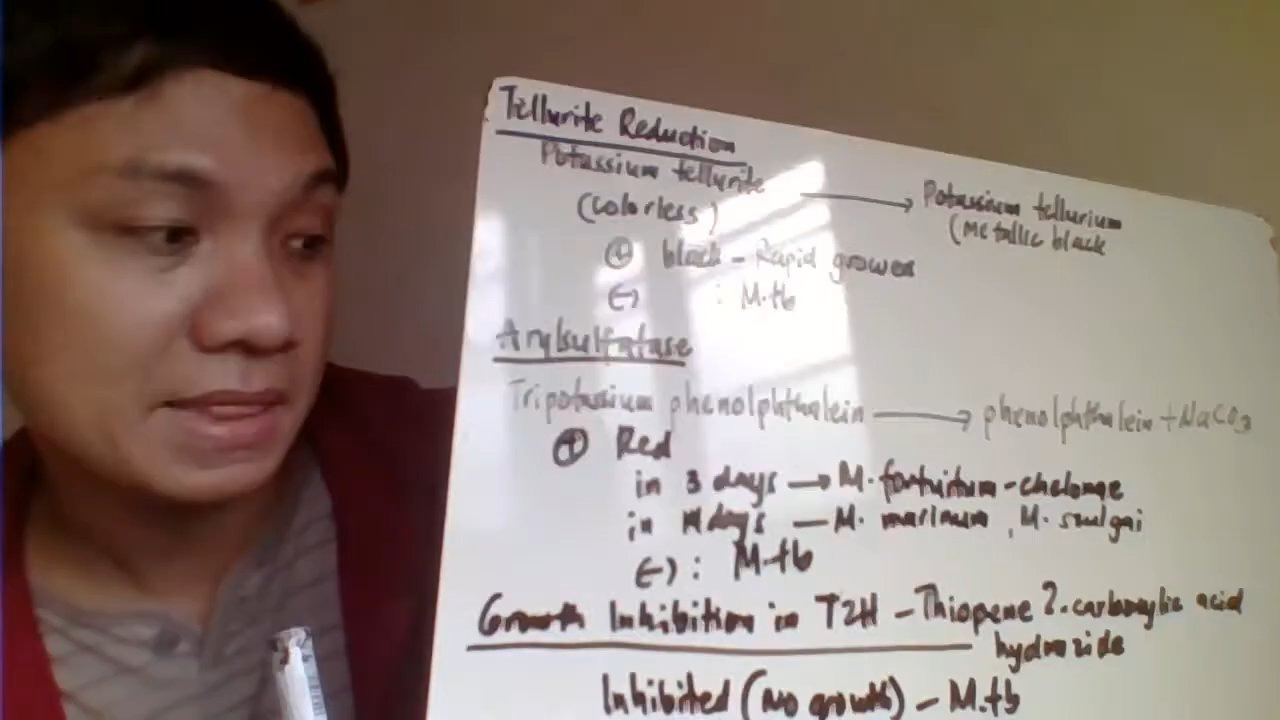 Tellurite Reduction
Potassium tellurite → Potassium tellurium
(colorless) (Metallic black
⊕ black - Rapid grower
(-) : M.tb
Arylsulfatase
Tripotassium phenolphthalein → phenolphthalein + NaCO3
⊕ Red
in 3 days → M. fortuitum - chelonae
in 14 days — M. marinum, M. szulgai
(-) : M.tb
Growth Inhibition in T2H - Thiopene 2-carboxylic acid
hydrazide
Inhibited (No growth) - M.tb